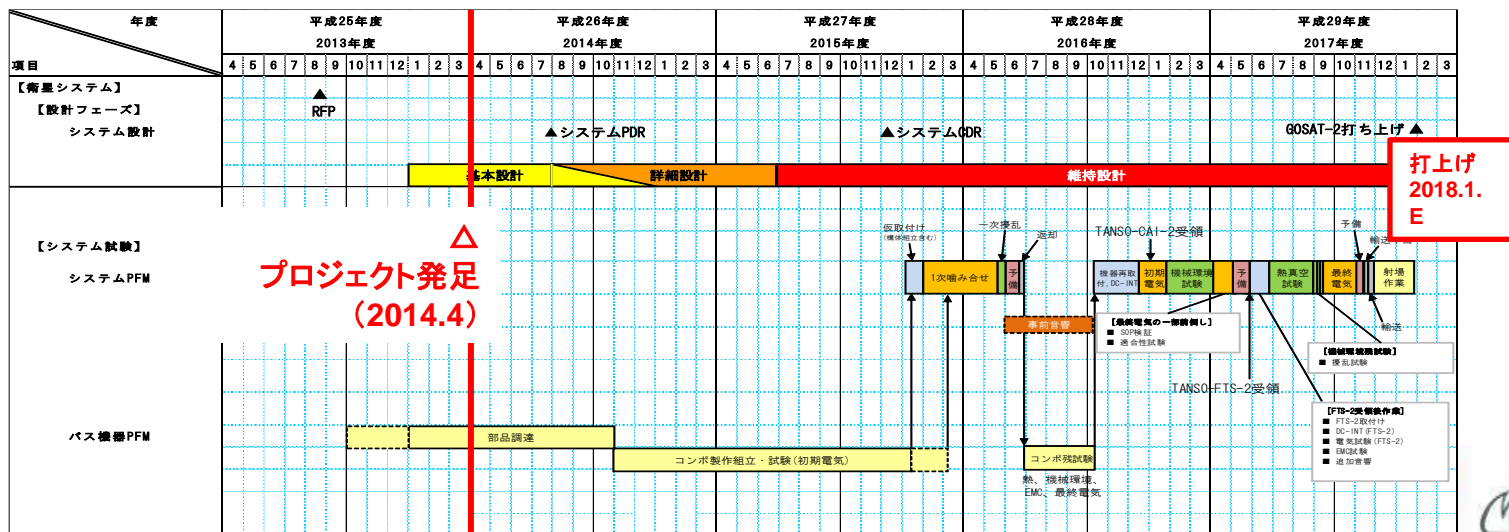 年度
平成25年度
平成26年度
平成27年度
平成28年度
平成29年度
2013年度
2014年度
2015年度
2016年度
2017年度
項目
4 5 6 7 8 9 10 11 12 1 2 3 4 5 6 7 8 9 10 11 12 1 2 3 4 5 6 7 8 9 10 11 12 1 2 3 4 5 6 7 8 9 10 11 12 1 2 3 4 5 6 7 8 9 10 11 12 1 2 3
【衛星システム】
【設計フェーズ】
▲
RFP
システム設計
▲システムPDR
▲システムCDR
GOSAT-2打ち上げ▲
基本設計
詳細設計
維持設計
打上げ
2018.1.
E
【システム試験】
△
プロジェクト発足
(2014.4)
仮取付け
(構体組立含む)
一次擾乱
返却
TANSO-CAI-2受領
予備
システムPFM
1次噛み合せ
予備
機器再取付,DC-INT
初期電気
機械環境試験
予備
熱真空試験
最終電気
射場作業
事前音響
[最終電気の一部前倒し]
■ SOP検証
■ 適合性試験
輸送
[機械環境残試験]
■ 擾乱試験
TANSO-FTS-2受領
[FTS-2受領後作業]
■ FTS-2取付け
■ DC-INT(FTS-2)
■ 電気試験(FTS-2)
■ EMC試験
■ 追加音響
バス機器PFM
部品調達
コンポ製作組立・試験(初期電気)
コンポ残試験
熱、機械環境、
EMC、最終電気